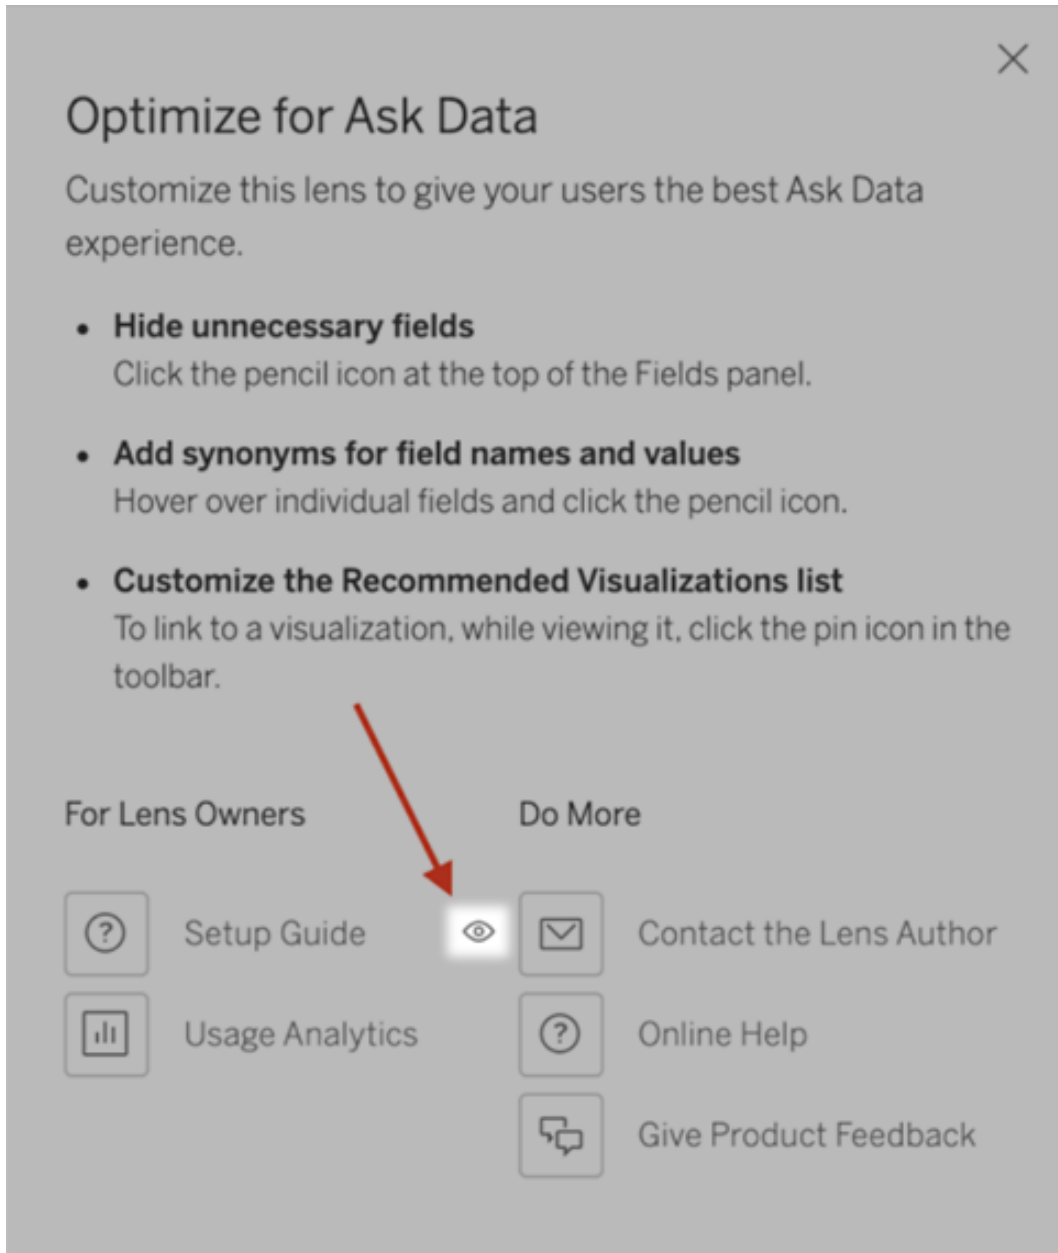 Optimize for Ask Data
Customize this lens to give your users the best Ask Data
experience.
• Hide unnecessary fields
Click the pencil icon at the top of the Fields panel.
• Add synonyms for field names and values
Hover over individual fields and click the pencil icon.
• Customize the Recommended Visualizations list
To link to a visualization, while viewing it, click the pin icon in the
toolbar.
For Lens Owners
Setup Guide
Usage Analytics
Do More
Contact the Lens Author
Online Help
Give Product Feedback